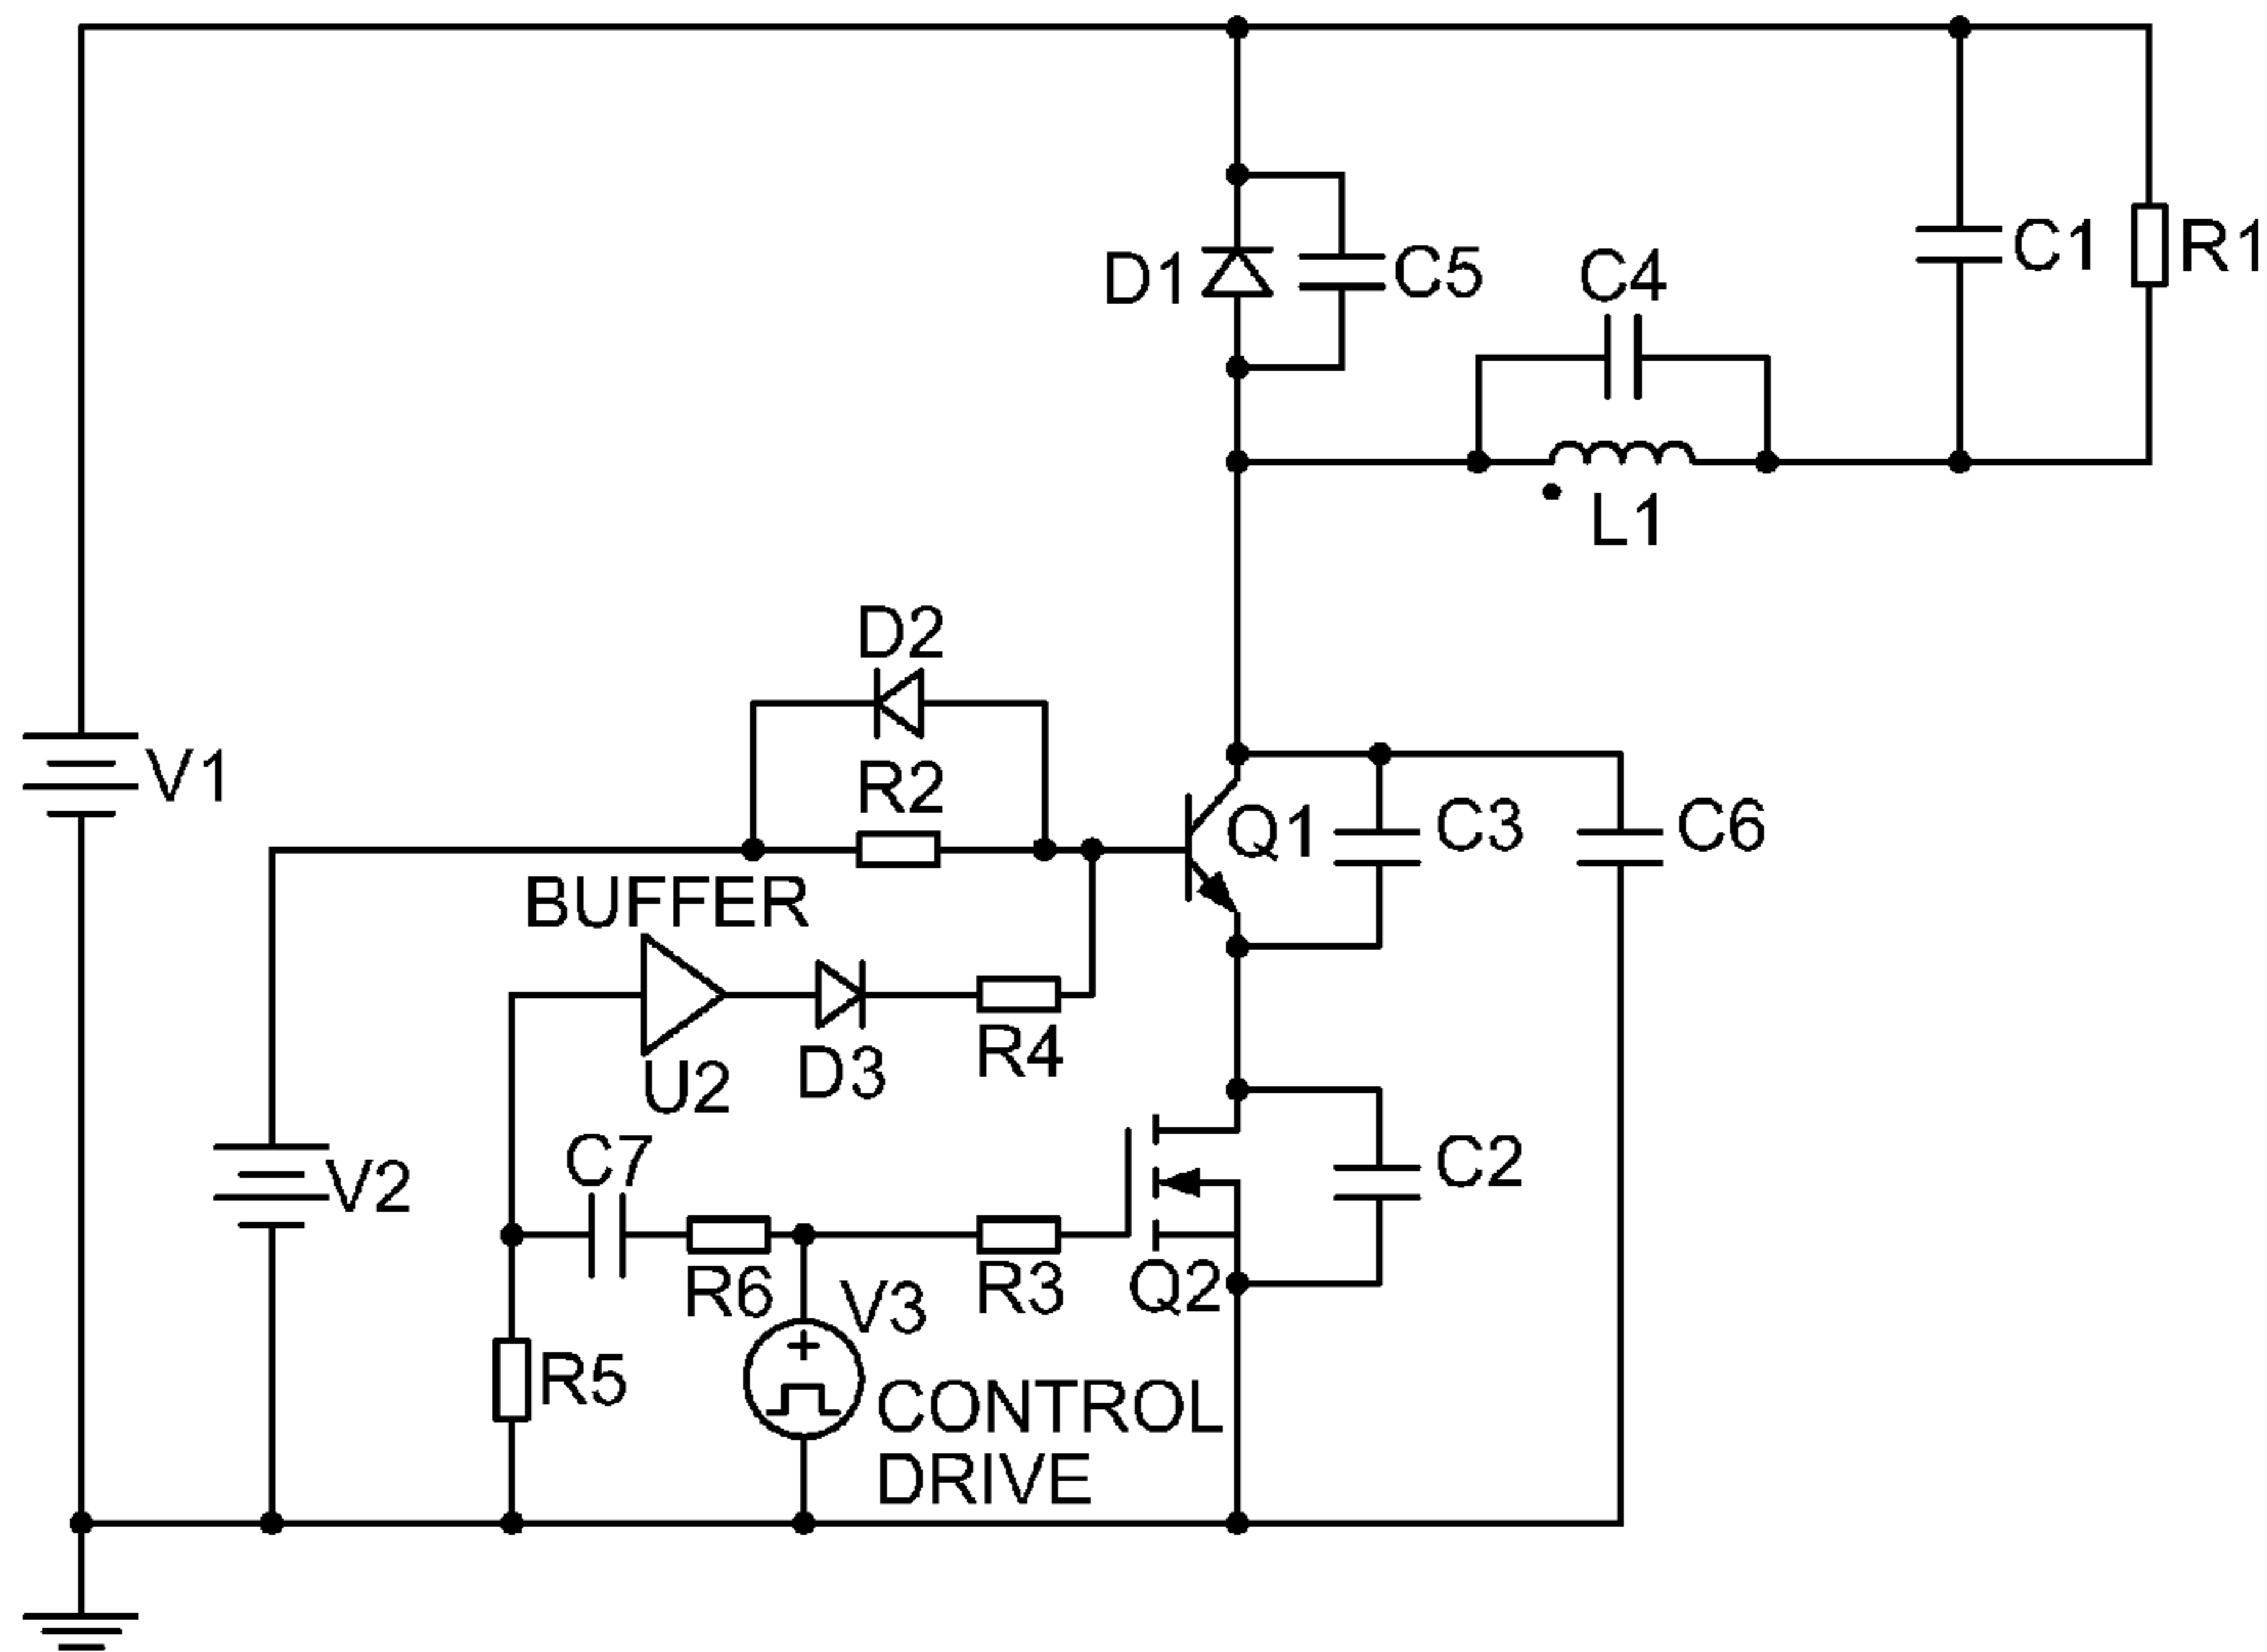 D1
C5
C4
C1
R1
L1
D2
V1
R2
Q1
C3
C6
BUFFER
U2
D3
R4
V2
C7
C2
R6
V3
R3
Q2
R5
CONTROL
DRIVE